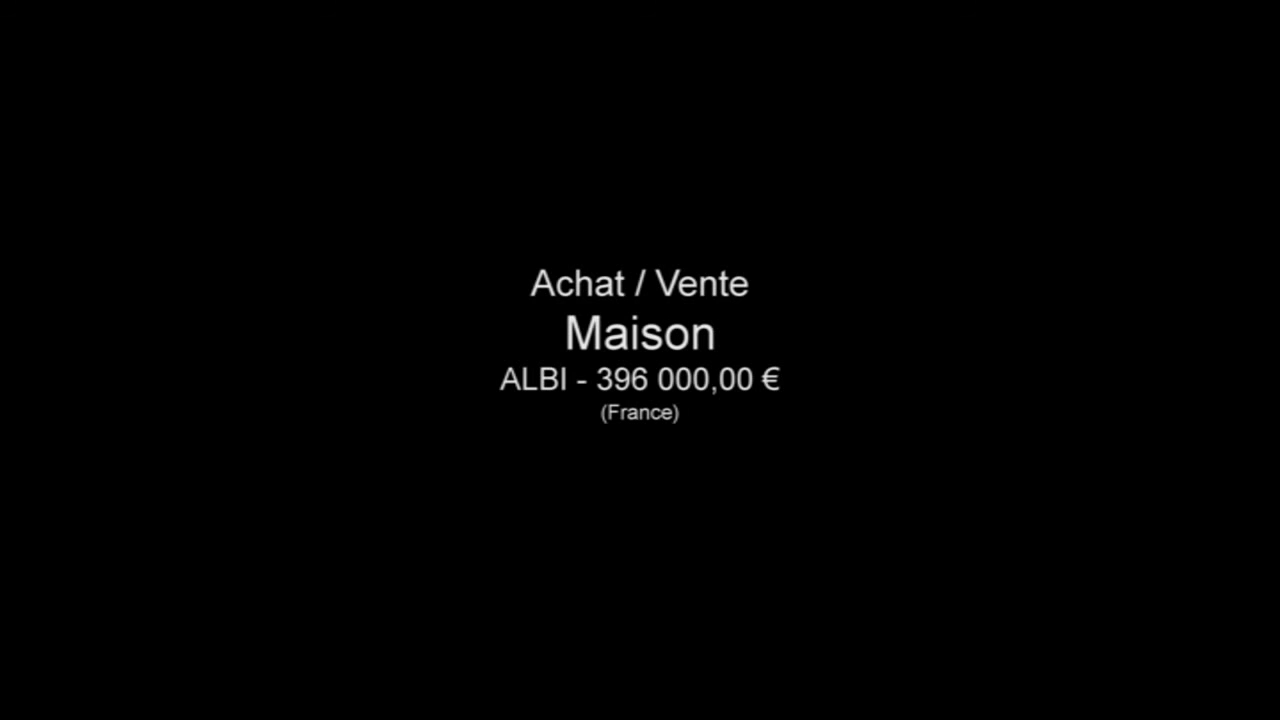 Achat / Vente
Maison
ALBI - 396 000,00 €
(France)